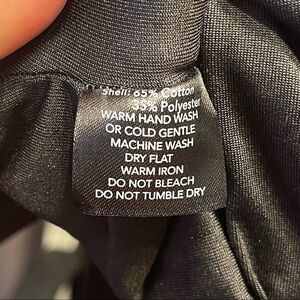 Shell: 65% Cotton
35% Polyester
WARM HAND WASH
OR COLD GENTLE
MACHINE WASH
DRY FLAT
WARM IRON
DO NOT BLEACH
DO NOT TUMBLE DRY